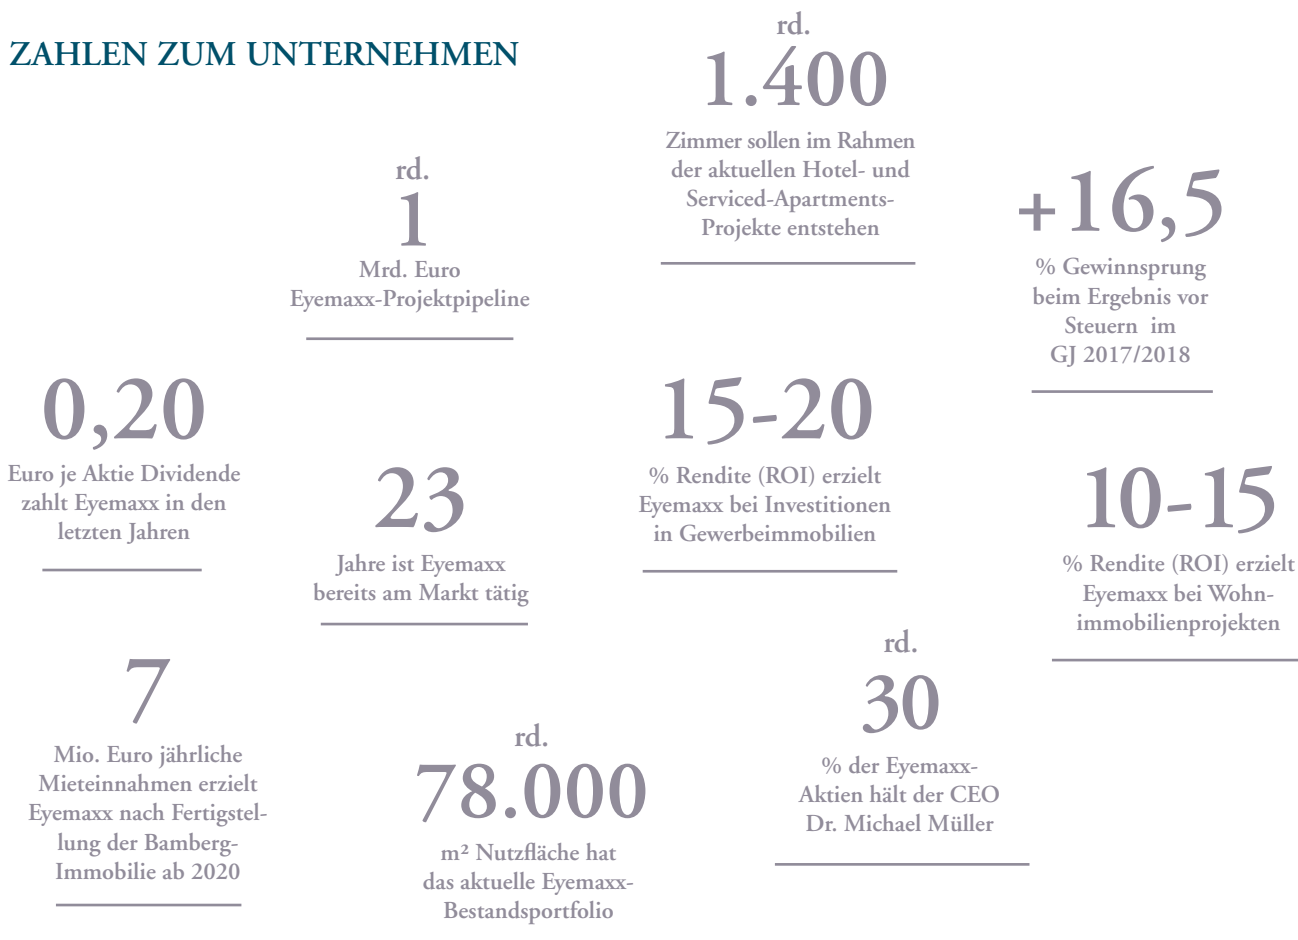 ZAHLEN ZUM UNTERNEHMEN
rd.
1.400
Zimmer sollen im Rahmen
der aktuellen Hotel- und
Serviced-Apartments-
Projekte entstehen
rd.
1
Mrd. Euro
Eyemaxx-Projektpipeline
+16,5
% Gewinnsprung
beim Ergebnis vor
Steuern im
GJ 2017/2018
0,20
Euro je Aktie Dividende
zahlt Eyemaxx in den
letzten Jahren
23
Jahre ist Eyemaxx
bereits am Markt tätig
15-20
% Rendite (ROI) erzielt
Eyemaxx bei Investitionen
in Gewerbeimmobilien
10-15
% Rendite (ROI) erzielt
Eyemaxx bei Wohn-
immobilienprojekten
7
Mio. Euro jährliche
Mieteinnahmen erzielt
Eyemaxx nach Fertigstel-
lung der Bamberg-
Immobilie ab 2020
rd.
78.000
m² Nutzfläche hat
das aktuelle Eyemaxx-
Bestandsportfolio
rd.
30
% der Eyemaxx-
Aktien hält der CEO
Dr. Michael Müller